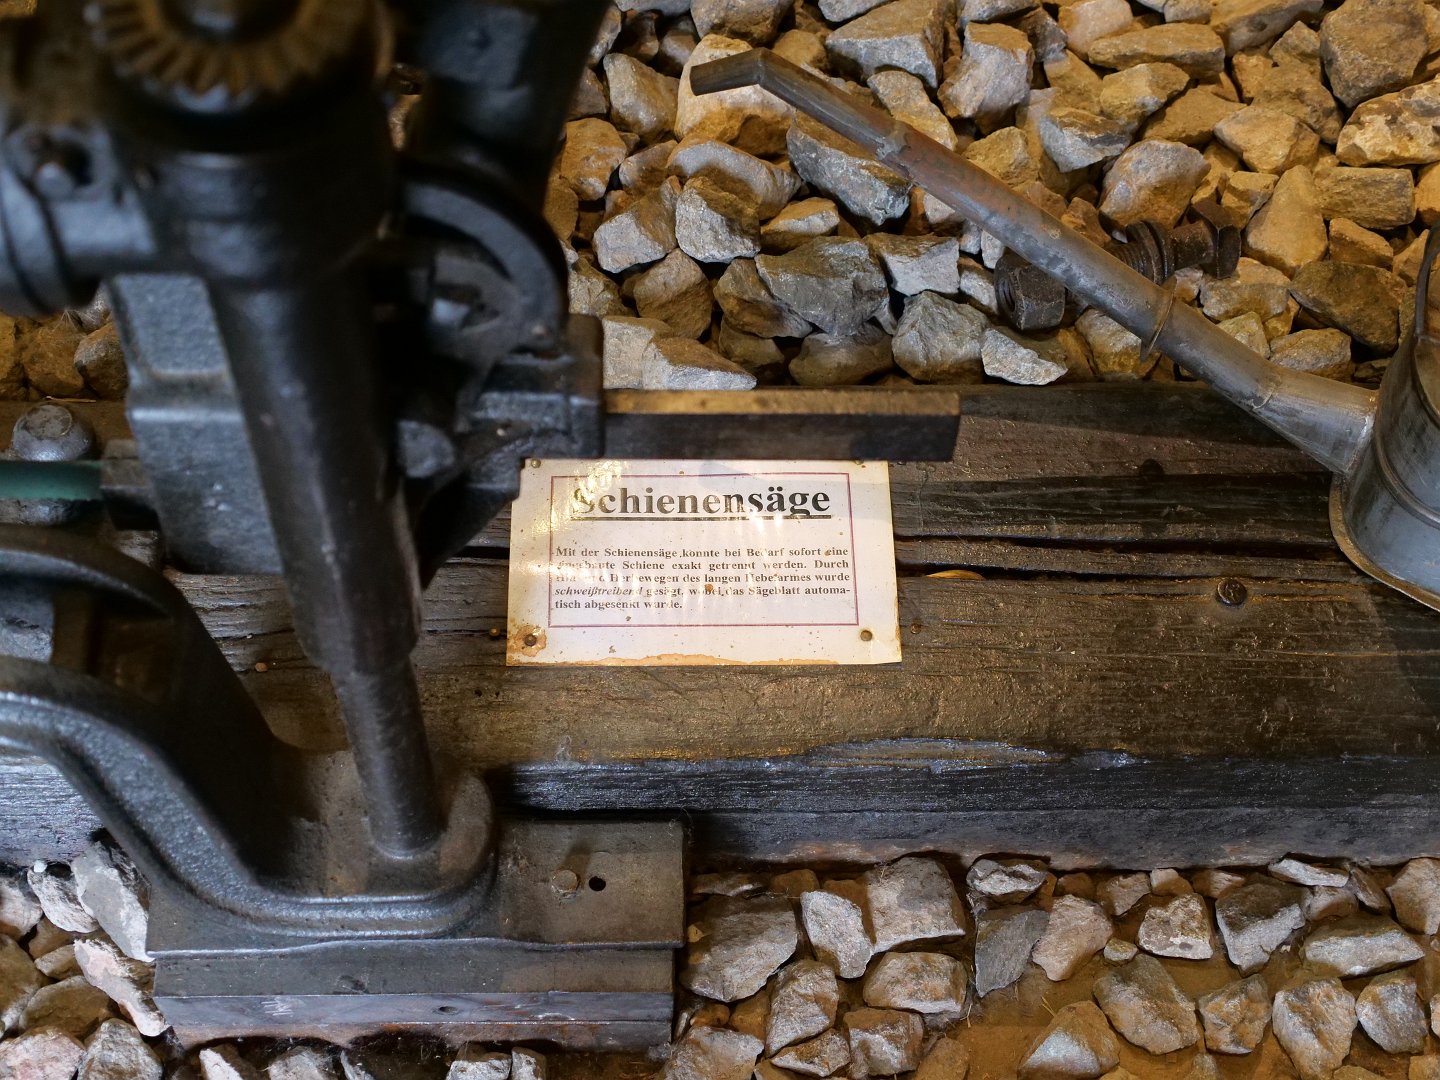 Schienensäge
Mit der Schienensäge konnte bei Bedarf sofort eine
eingebaute Schiene exakt getrennt werden. Durch
Hin- und Herbewegen des langen Hebelarmes wurde
schweißtreibend gesägt, wobei das Sägeblatt automa-
tisch abgesenkt wurde.